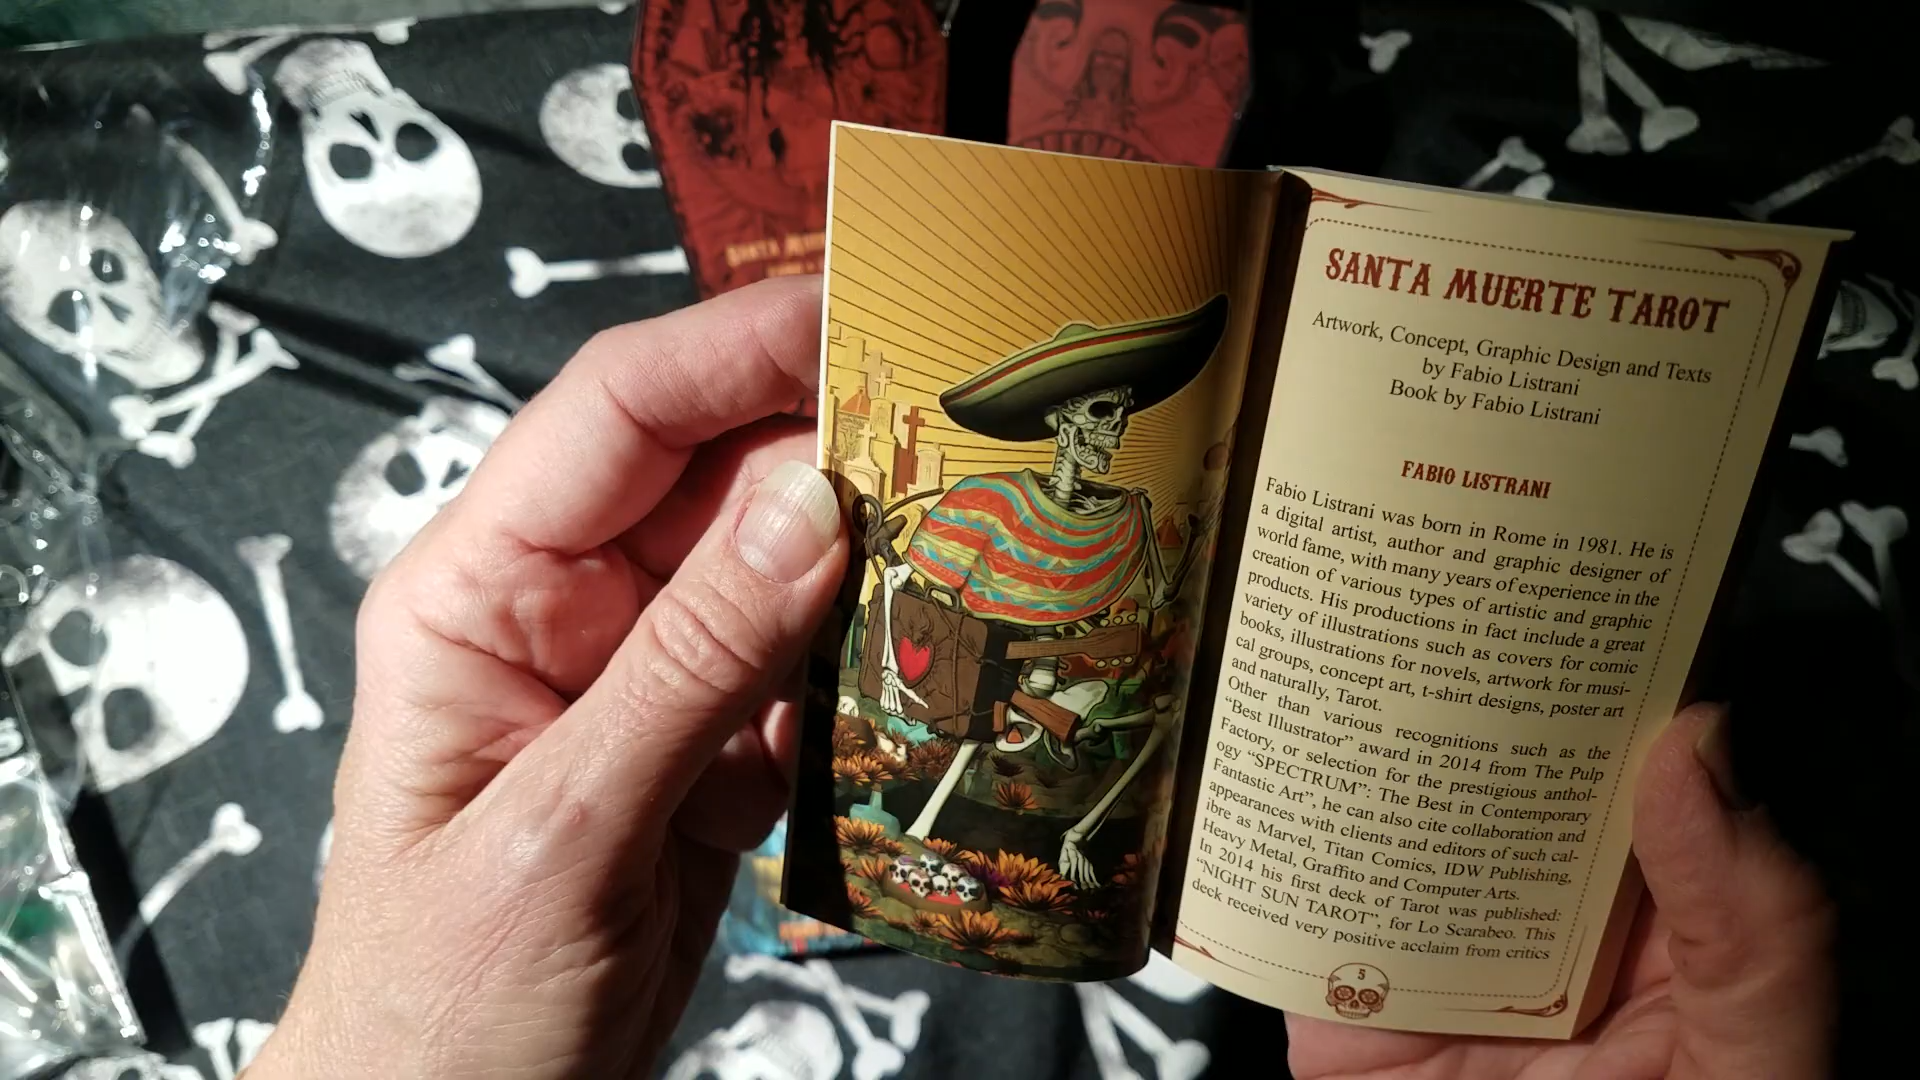 SANTA
SANTA MUERTE TAROT
Artwork, Concept, Graphic Design and Texts
by Fabio Listrani
Book by Fabio Listrani
FABIO LISTRANI
Fabio Listrani was born in Rome in 1981. He is
a digital artist, author and graphic designer of
world fame, with many years of experience in the
creation of various types of artistic and graphic
products. His productions in fact include a great
variety of illustrations such as covers for comic
books, illustrations for novels, artwork for musi-
cal groups, concept art, t-shirt designs, poster art
and naturally, Tarot.
Other than various recognitions such as the
“Best Illustrator” award in 2014 from The Pulp
Factory, or selection for the prestigious anthol-
ogy “SPECTRUM”: The Best in Contemporary
Fantastic Art”, he can also cite collaboration and
appearances with clients and editors of such cal-
ibre as Marvel, Titan Comics, IDW Publishing,
Heavy Metal, Graffito and Computer Arts.
In 2014 his first deck of Tarot was published:
“NIGHT SUN TAROT”, for Lo Scarabeo. This
deck received very positive acclaim from critics
5